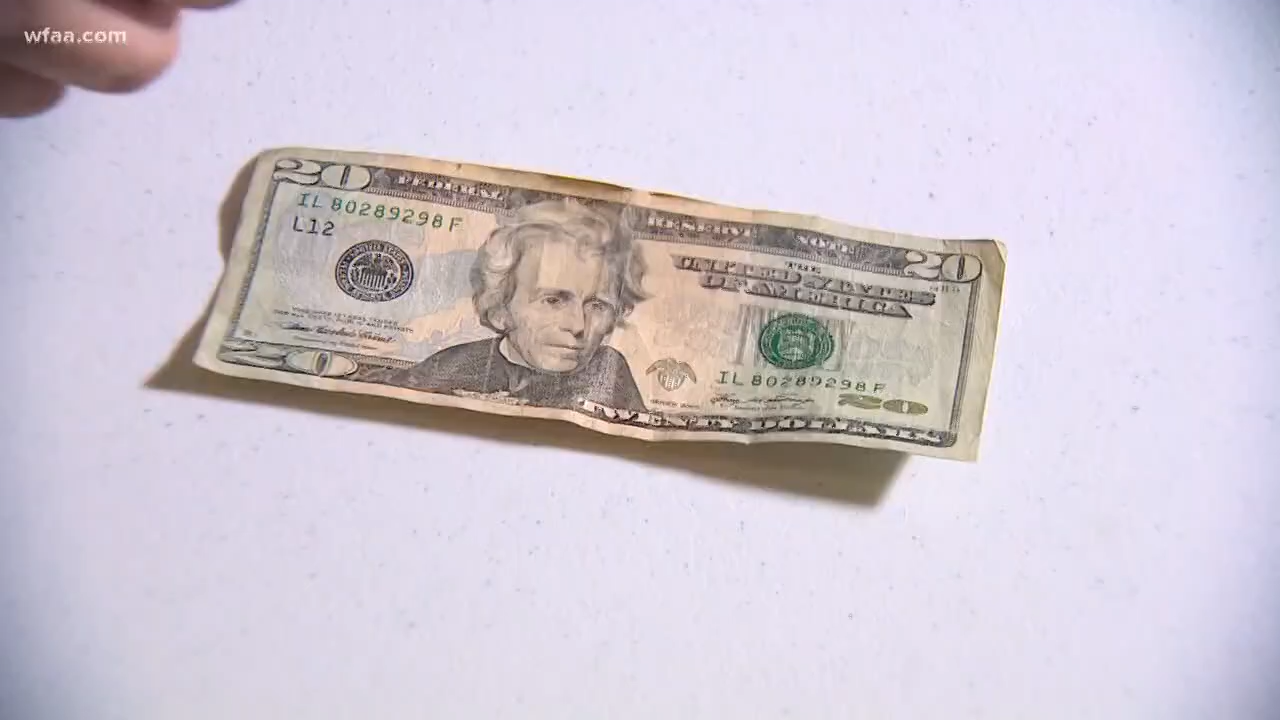 wfaa.com
20 FEDERAL RESERVE NOTE 20
IL 80289298 F
L12
THE
UNITED STATES
OF AMERICA
IL 80289298 F
20
20
TWENTY DOLLARS